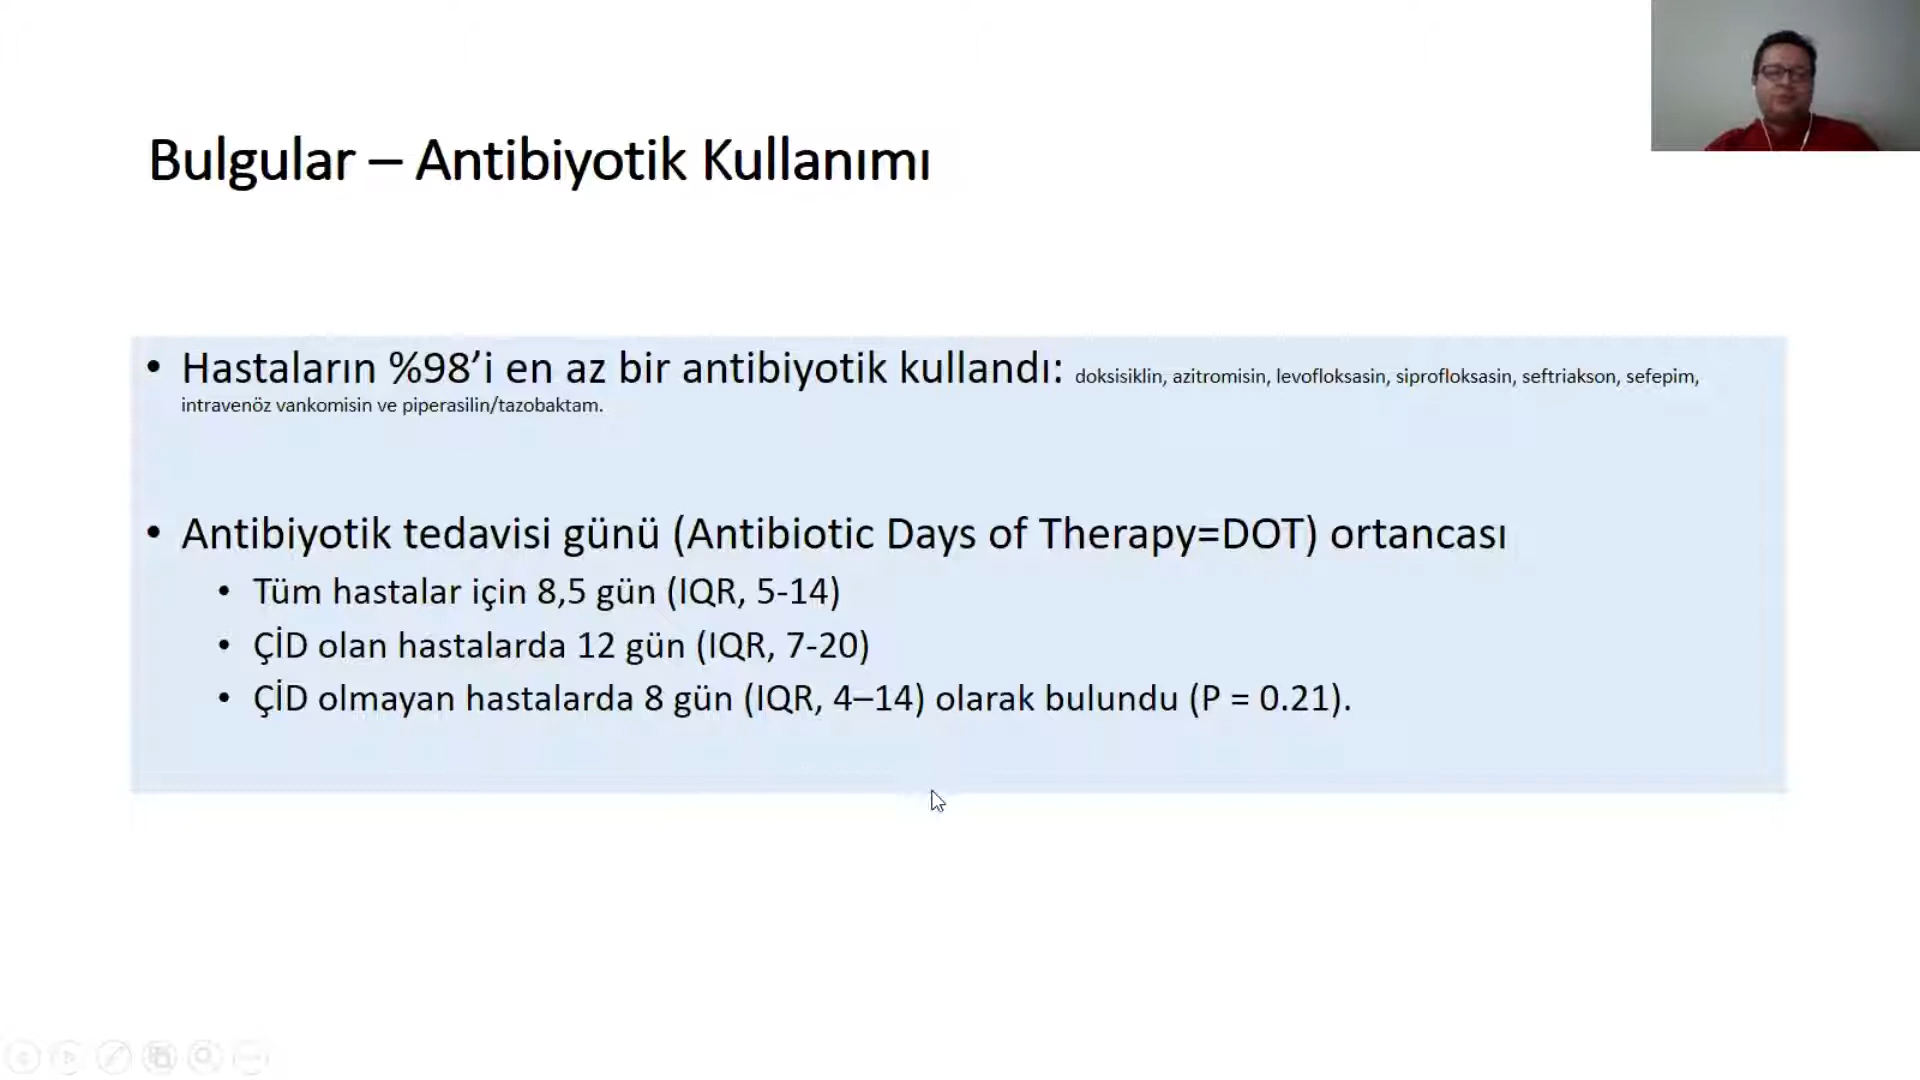 Bulgular – Antibiyotik Kullanımı
• Hastaların %98’i en az bir antibiyotik kullandı: doksisiklin, azitromisin, levofloksasin, siprofloksasin, seftriakson, sefepim,
intravenöz vankomisin ve piperasilin/tazobaktam.
• Antibiyotik tedavisi günü (Antibiotic Days of Therapy=DOT) ortancası
• Tüm hastalar için 8,5 gün (IQR, 5-14)
• ÇİD olan hastalarda 12 gün (IQR, 7-20)
• ÇİD olmayan hastalarda 8 gün (IQR, 4–14) olarak bulundu (P = 0.21).